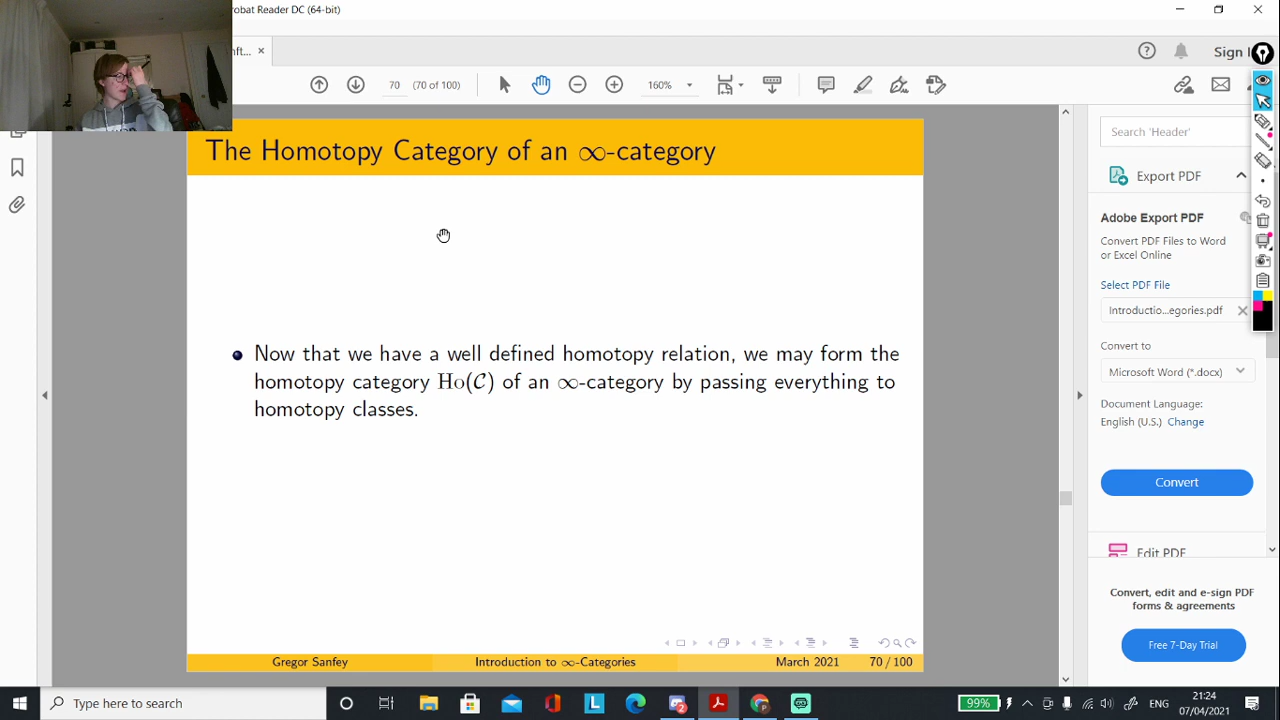 obat Reader DC (64-bit)
nft...
70 (70 of 100)
160%
Sign I
The Homotopy Category of an ∞-category
Now that we have a well defined homotopy relation, we may form the
homotopy category Ho(𝒞) of an ∞-category by passing everything to
homotopy classes.
Gregor Sanfey Introduction to ∞-Categories March 2021 70 / 100
Search 'Header'
Export PDF
Adobe Export PDF
Convert PDF Files to Word
or Excel Online
Select PDF File
Introductio...egories.pdf
Convert to
Microsoft Word (*.docx)
Document Language:
English (U.S.) Change
Convert
Edit PDF
Convert, edit and e-sign PDF
forms & agreements
Free 7-Day Trial
Type here to search
99%
ENG
21:24
07/04/2021